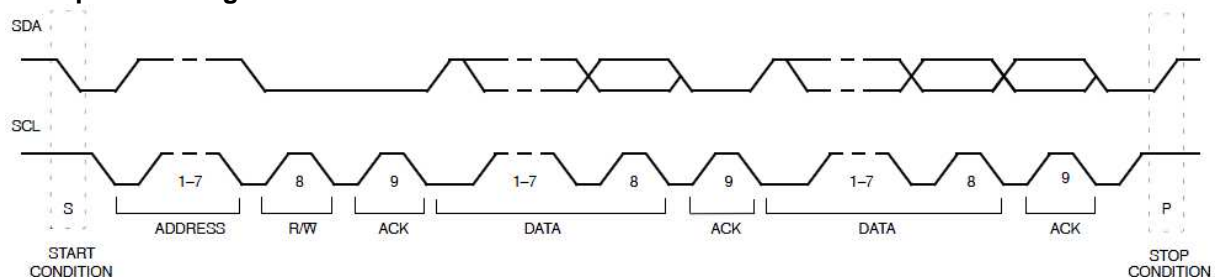 SDA
SCL
1–7 8 9 1–7 8 9 1–7 8 9
S P
ADDRESS R/W̅ ACK DATA ACK DATA ACK
START
CONDITION
STOP
CONDITION